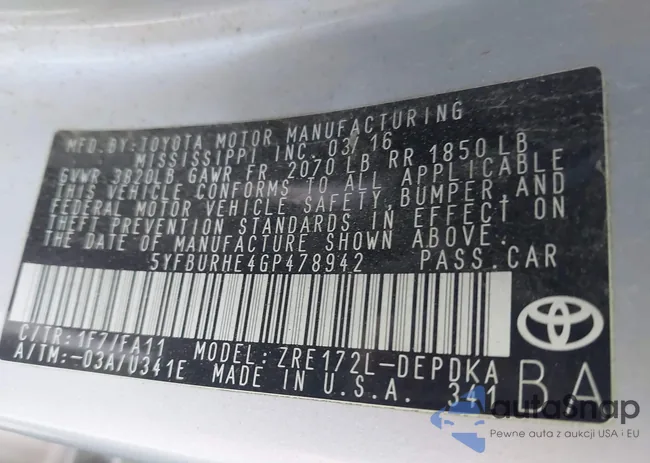 MFD. BY: TOYOTA MOTOR MANUFACTURING
MISSISSIPPI INC. 03/16
GVWR 3820LB GAWR FR 2070 LB RR 1850 LB
THIS VEHICLE CONFORMS TO ALL APPLICABLE
FEDERAL MOTOR VEHICLE SAFETY, BUMPER AND
THEFT PREVENTION STANDARDS IN EFFECT ON
THE DATE OF MANUFACTURE SHOWN ABOVE.
5YFBURHE4GP478942 PASS.CAR
C/TR: 1F7/FA11 MODEL: ZRE172L-DEPDKA
A/TM:-03A/U341E MADE IN U.S.A. 341
BA
autoSnap
Pewne auta z aukcji USA i EU